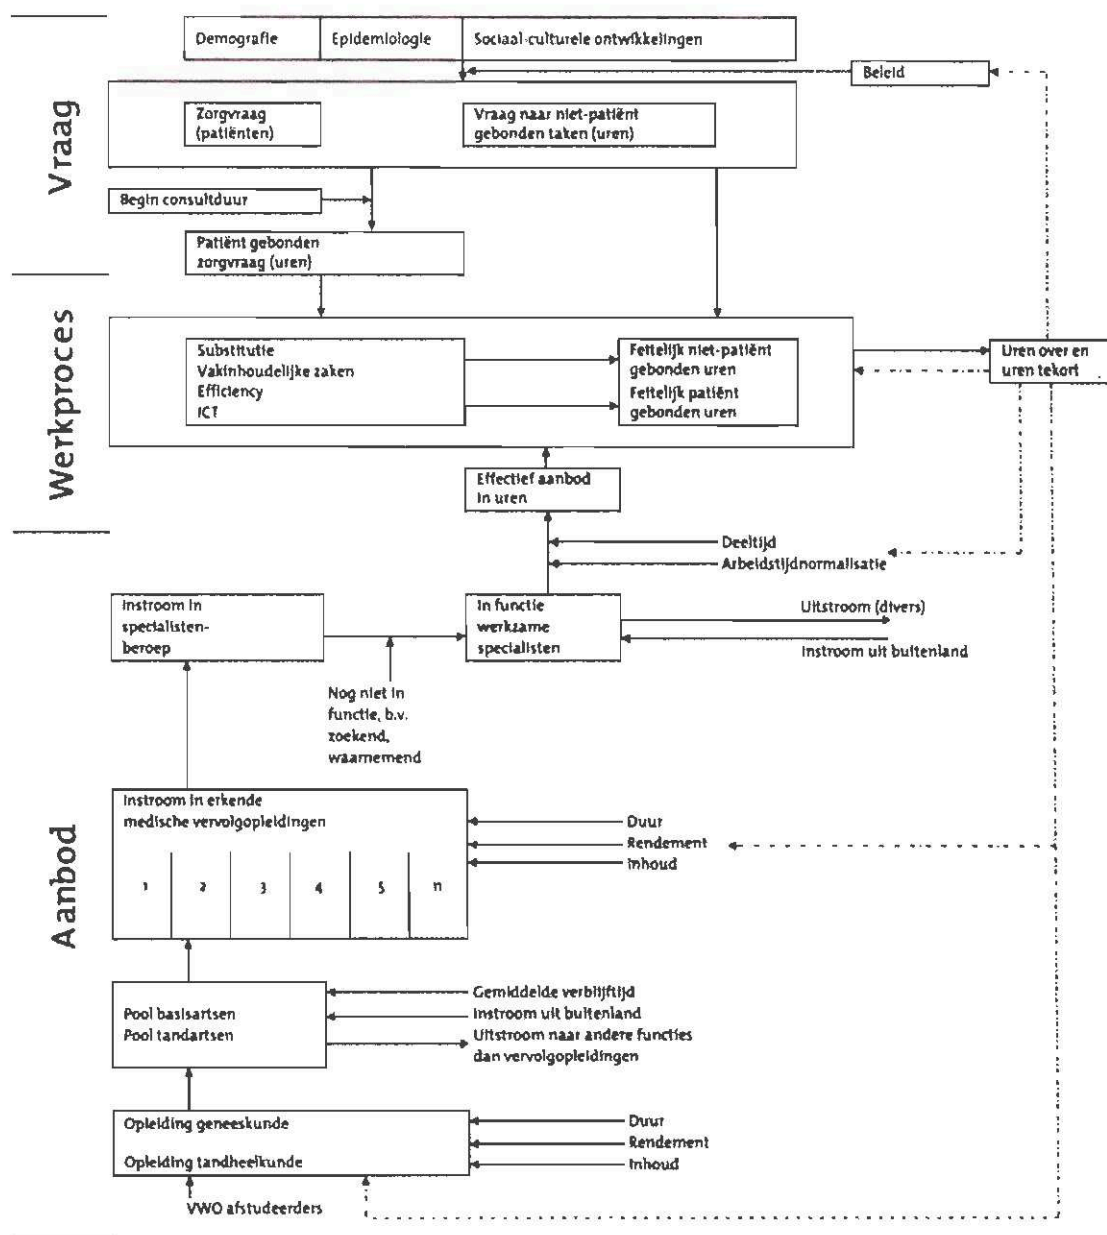 Demografie
Epidemiologie
Sociaal-culturele ontwikkelingen
Beleid
Vraag
Zorgvraag
(patiënten)
Vraag naar niet-patiënt
gebonden taken (uren)
Begin consultduur
Patiënt gebonden
zorgvraag (uren)
Werkproces
Substitutie
Vakinhoudelijke zaken
Efficiency
ICT
Feitelijk niet-patiënt
gebonden uren
Feitelijk patiënt
gebonden uren
Uren over en
uren tekort
Effectief aanbod
in uren
Deeltijd
Arbeidstijdnormalisatie
Aanbod
Instroom in
specialisten-
beroep
In functie
werkzame
specialisten
Uitstroom (divers)
Instroom uit buitenland
Nog niet in
functie, b.v.
zoekend,
waarnemend
Instroom in erkende
medische vervolgopleidingen
1 2 3 4 5 n
Duur
Rendement
Inhoud
Pool basisartsen
Pool tandartsen
Gemiddelde verblijftijd
Instroom uit buitenland
Uitstroom naar andere functies
dan vervolgopleidingen
Opleiding geneeskunde
Opleiding tandheelkunde
Duur
Rendement
Inhoud
VWO afstudeerders